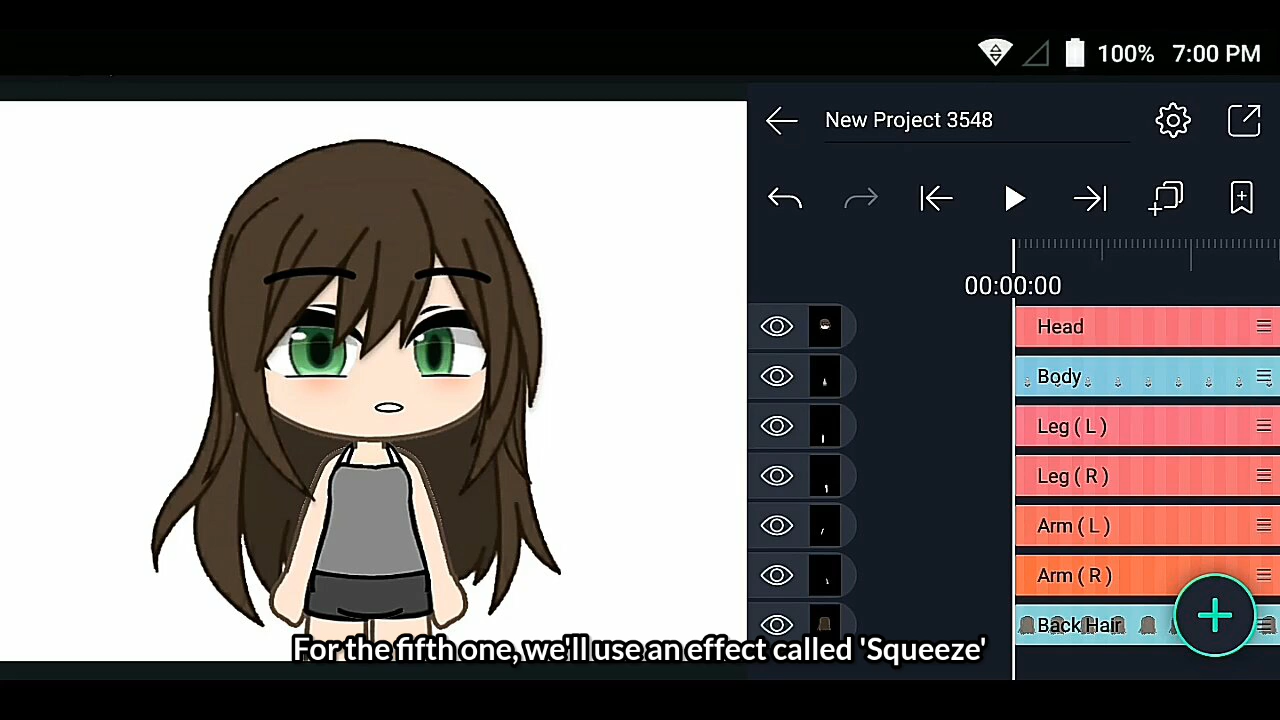 100% 7:00 PM
New Project 3548
00:00:00
Head
Body
Leg ( L )
Leg ( R )
Arm ( L )
Arm ( R )
Back Hair
For the fifth one, we'll use an effect called 'Squeeze'